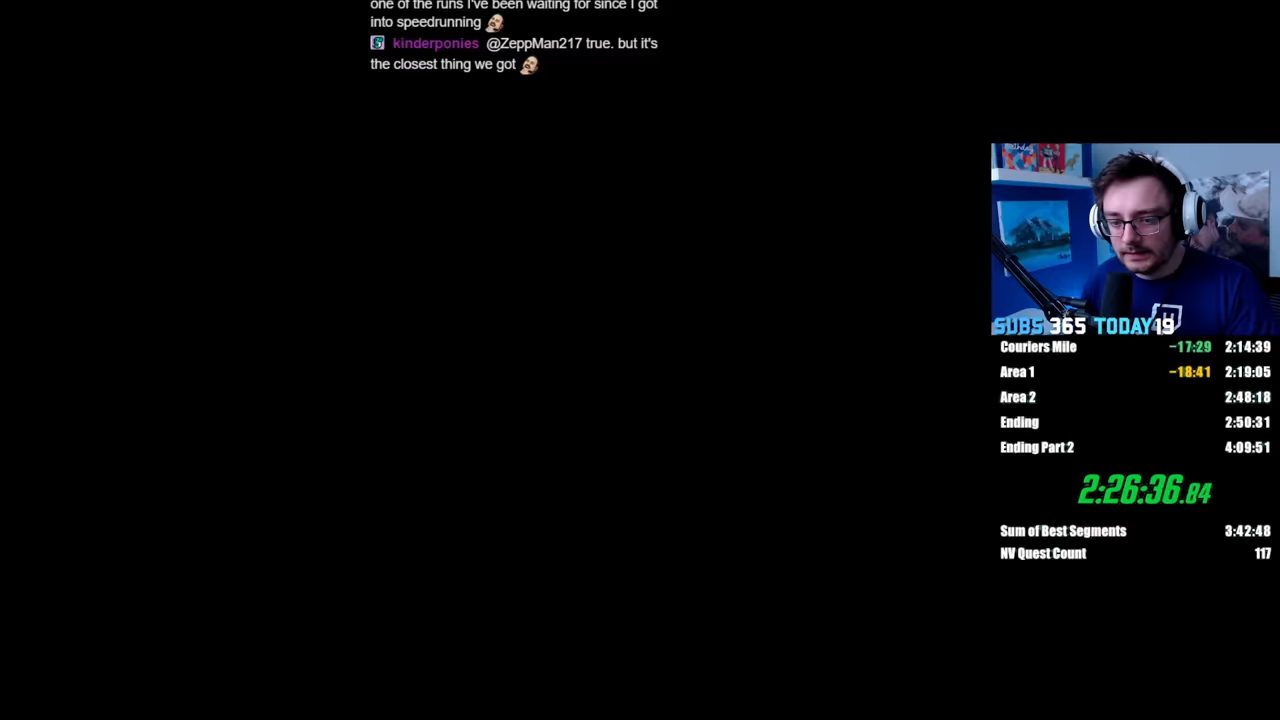 one of the runs I've been waiting for since I got
into speedrunning
kinderponies @ZeppMan217 true. but it's
the closest thing we got
SUBS 365 TODAY 19
Couriers Mile -17:29 2:14:39
Area 1 -18:41 2:19:05
Area 2 2:48:18
Ending 2:50:31
Ending Part 2 4:09:51
2:26:36.84
Sum of Best Segments 3:42:48
NV Quest Count 117